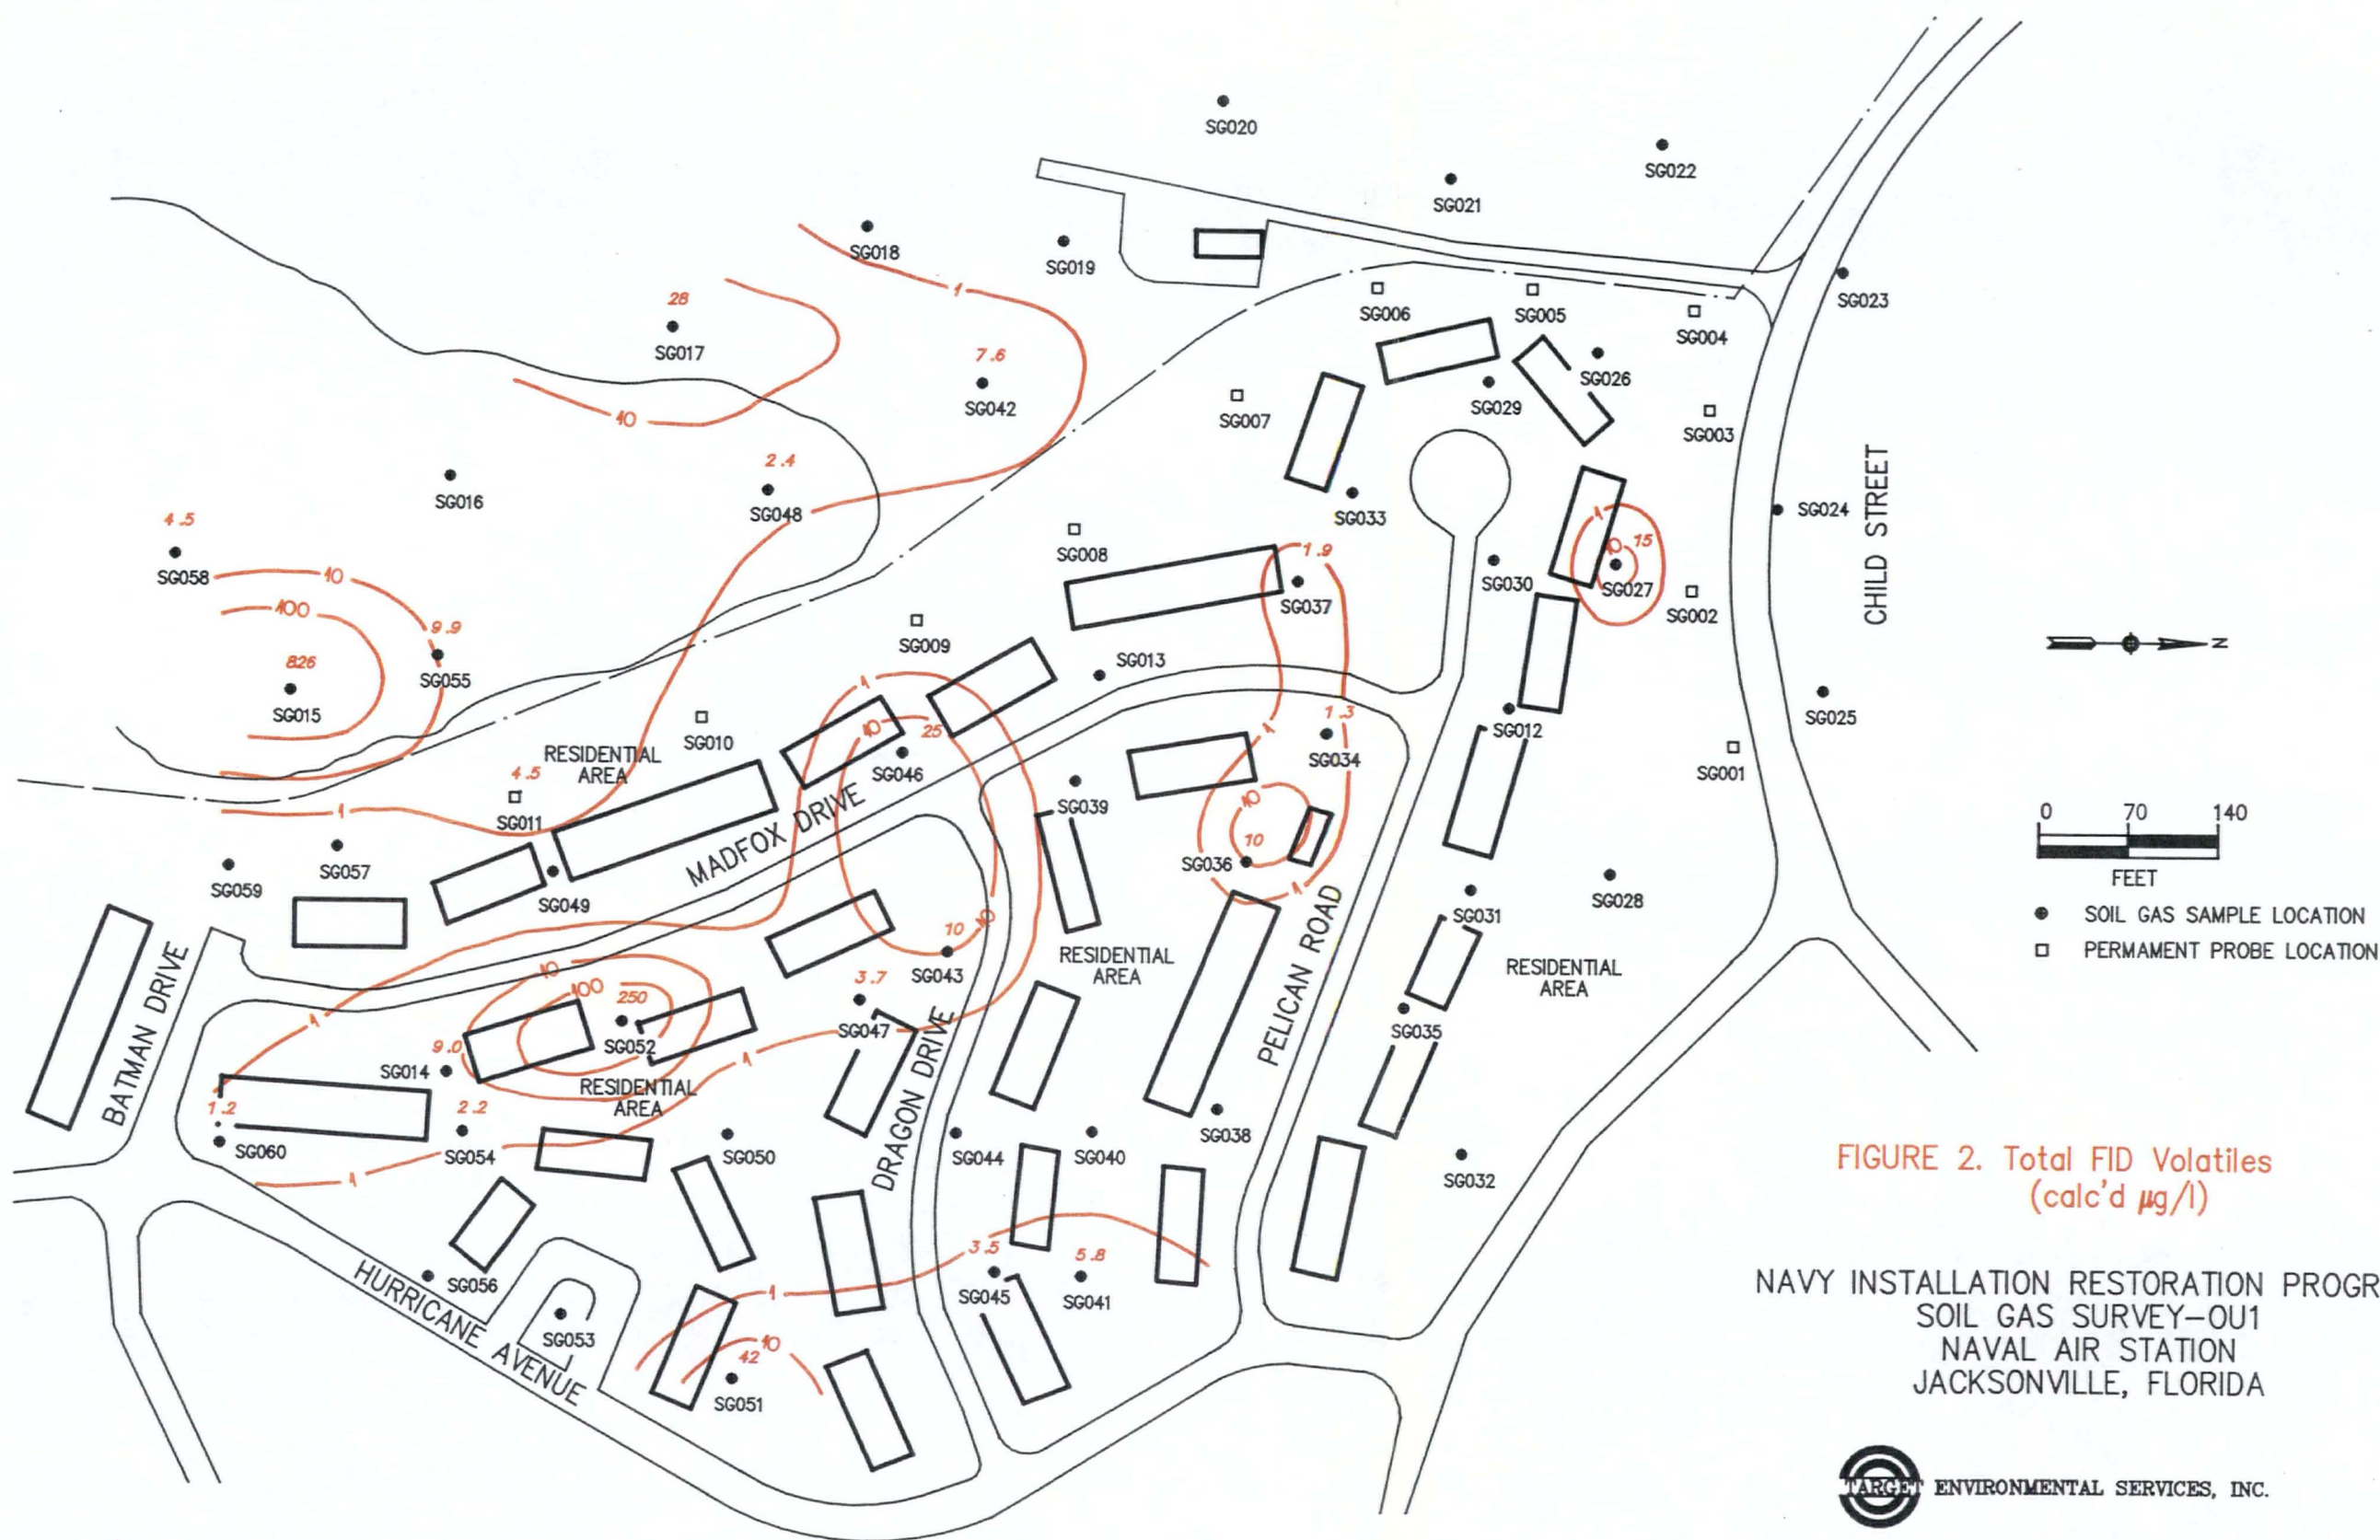 SG020
SG022
SG021
SG018
SG019
1
SG023
28
SG017
SG006
SG005
SG004
7.6
SG042
SG026
SG029
SG007
SG003
10
2.4
SG048
SG016
SG033
SG024
CHILD STREET
4.5
SG058
10
100
SG008
1.9
SG037
SG030
1
10
15
SG027
SG002
9.9
SG055
826
SG015
SG009
SG013
N
SG010
RESIDENTIAL
AREA
1
10
25
SG046
1.3
SG034
1
SG012
SG025
SG001
4.5
SG011
1
SG057
SG059
SG049
MADFOX DRIVE
SG039
10
10
SG036
1
0 70 140
FEET
SOIL GAS SAMPLE LOCATION
PERMAMENT PROBE LOCATION
SG028
SG031
BATMAN DRIVE
10
10
SG043
RESIDENTIAL
AREA
PELICAN ROAD
RESIDENTIAL
AREA
10
100
250
SG052
3.7
SG047
1
SG035
9.0
SG014
RESIDENTIAL
AREA
1
DRAGON DRIVE
1.2
SG060
2.2
SG054
SG050
SG044
SG040
SG038
SG032
1
FIGURE 2. Total FID Volatiles
(calc'd µg/l)
HURRICANE AVENUE
SG056
SG053
1
3.5
SG045
5.8
SG041
10
42
SG051
NAVY INSTALLATION RESTORATION PROGR
SOIL GAS SURVEY-OU1
NAVAL AIR STATION
JACKSONVILLE, FLORIDA
TARGET ENVIRONMENTAL SERVICES, INC.